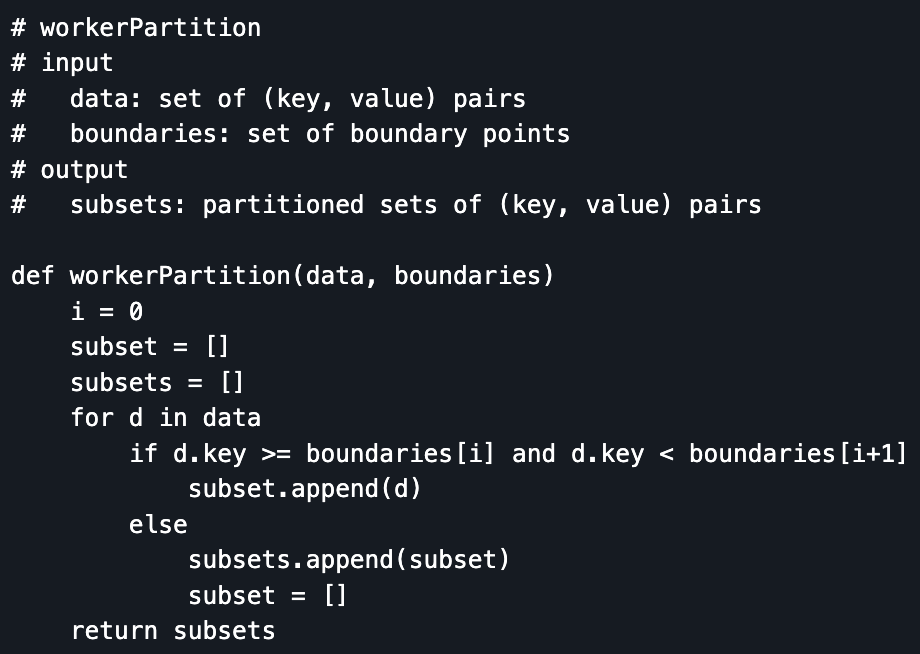 # workerPartition
# input
#   data: set of (key, value) pairs
#   boundaries: set of boundary points
# output
#   subsets: partitioned sets of (key, value) pairs

def workerPartition(data, boundaries)
    i = 0
    subset = []
    subsets = []
    for d in data
        if d.key >= boundaries[i] and d.key < boundaries[i+1]
            subset.append(d)
        else
            subsets.append(subset)
            subset = []
    return subsets